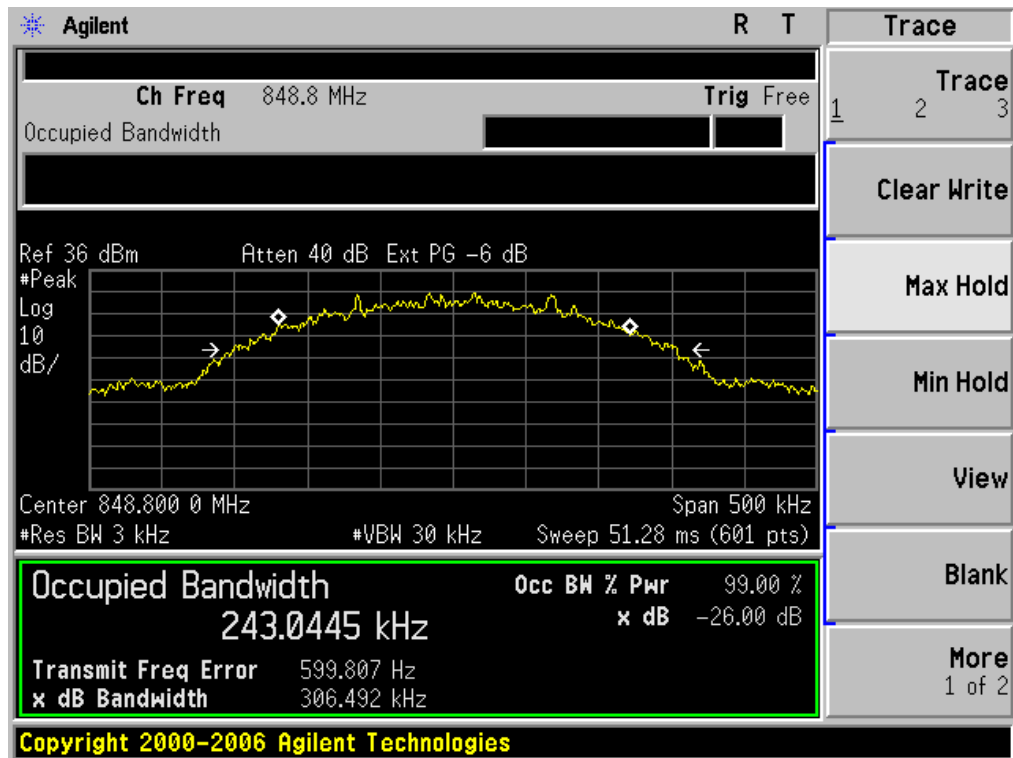 Agilent R T
Trace
Ch Freq 848.8 MHz Trig Free
Occupied Bandwidth
Ref 36 dBm Atten 40 dB Ext PG -6 dB
#Peak
Log
10
dB/
Center 848.800 0 MHz Span 500 kHz
#Res BW 3 kHz #VBW 30 kHz Sweep 51.28 ms (601 pts)
Occupied Bandwidth
243.0445 kHz
Occ BW % Pwr 99.00 %
x dB -26.00 dB
Transmit Freq Error 599.807 Hz
x dB Bandwidth 306.492 kHz
Copyright 2000-2006 Agilent Technologies
Trace
1 2 3
Clear Write
Max Hold
Min Hold
View
Blank
More
1 of 2